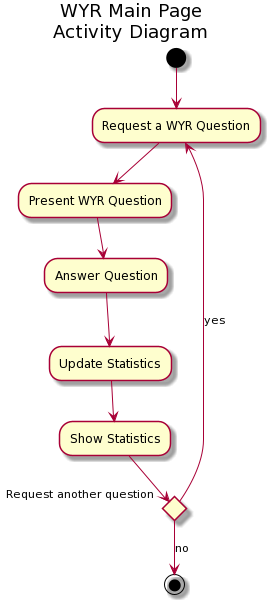 WYR Main Page
Activity Diagram
Request a WYR Question
Present WYR Question
Answer Question
yes
Update Statistics
Show Statistics
Request another question
no